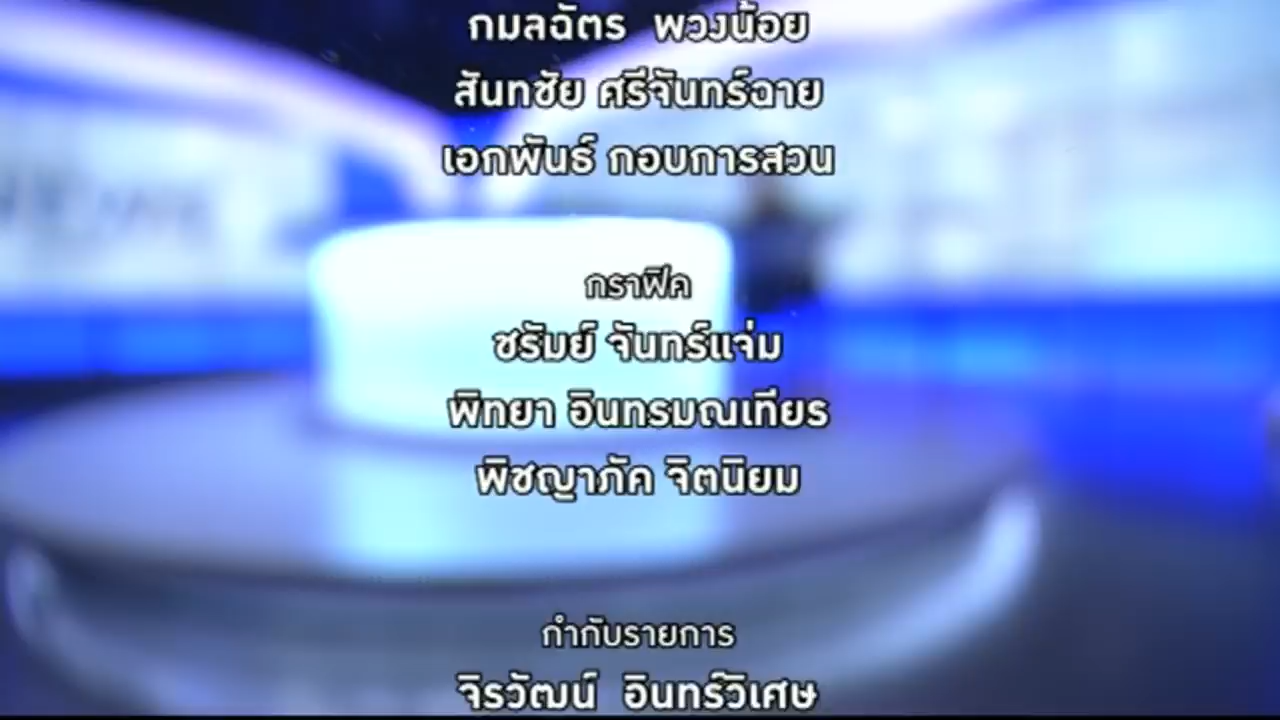 กมลฉัตร  พวงน้อย
สันทชัย ศรีจันทร์ฉาย
เอกพันธ์ กอบการสวน
กราฟิค
ชรัมย์ จันทร์แจ่ม
พิทยา อินทรมณเทียร
พิชญาภัค จิตนิยม
กำกับรายการ
จิรวัฒน์  อินทร์วิเศษ